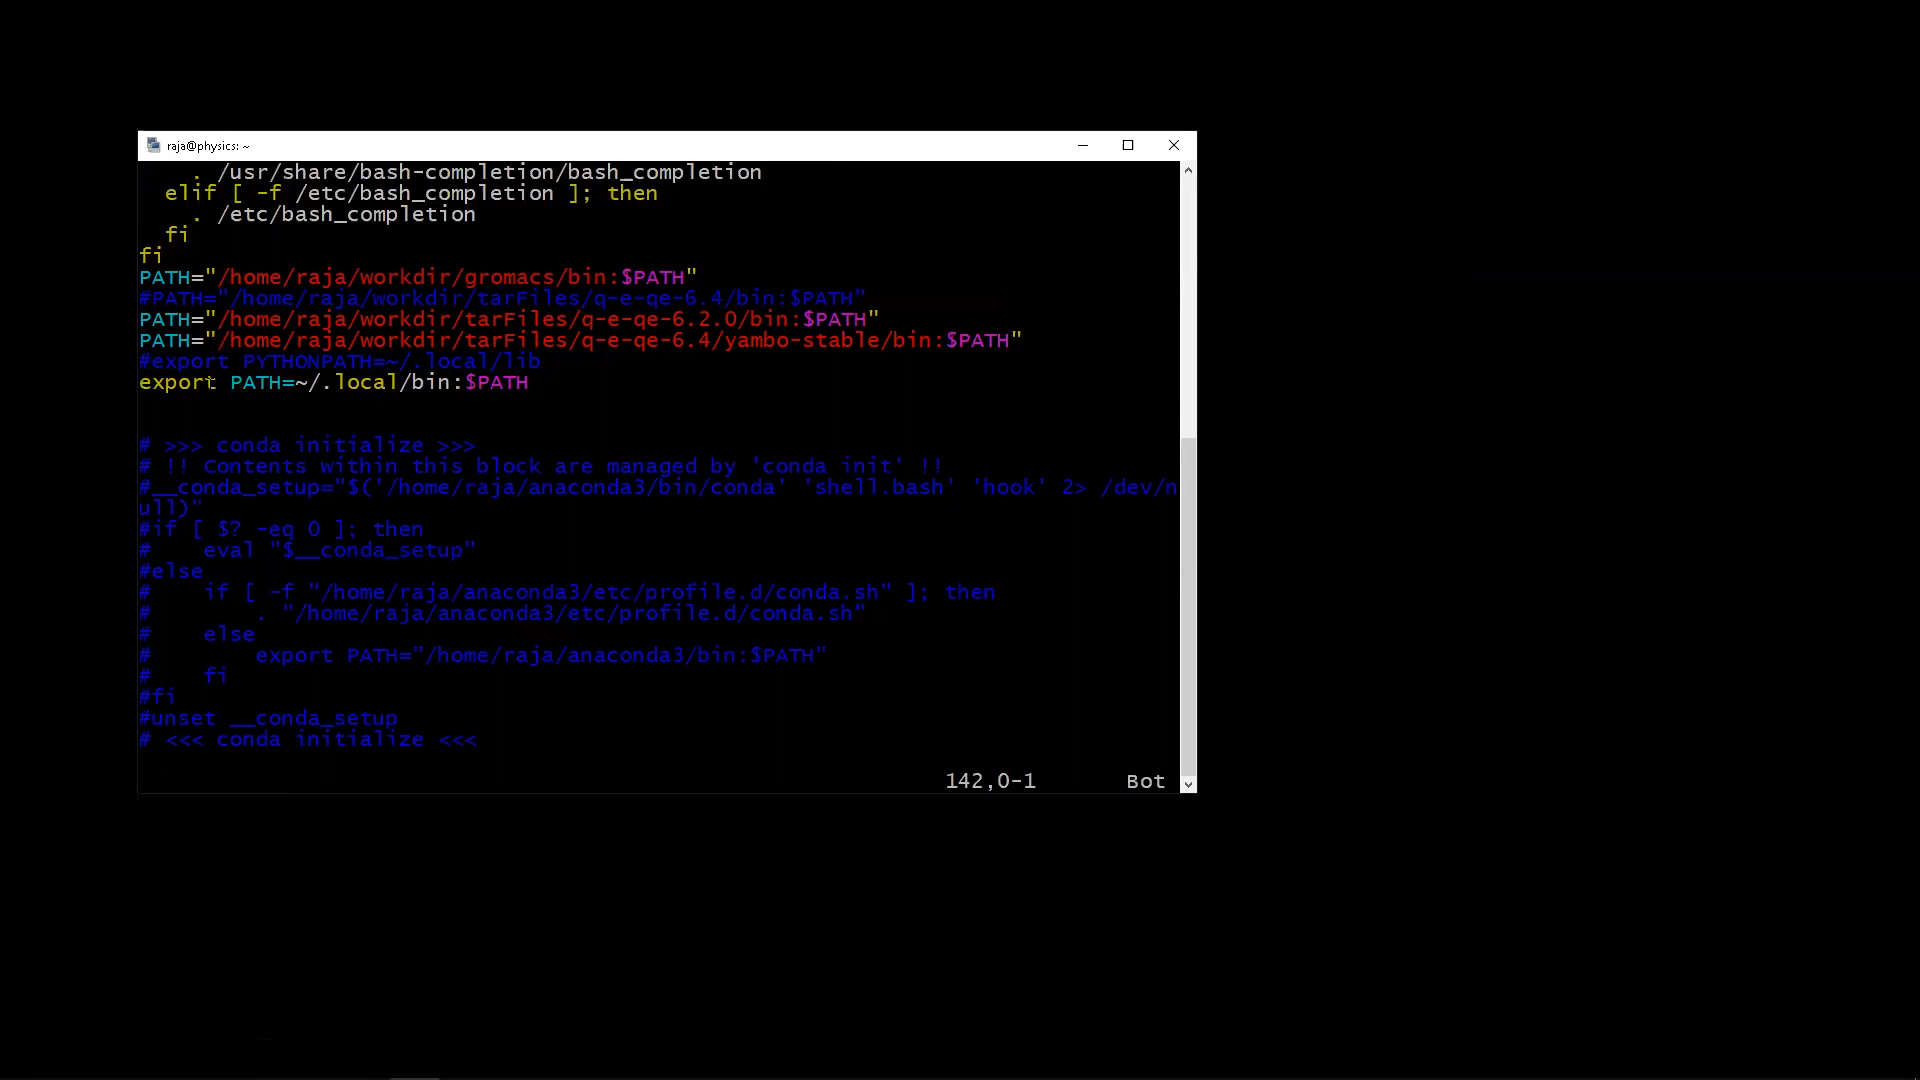 raja@physics: ~
. /usr/share/bash-completion/bash_completion
elif [ -f /etc/bash_completion ]; then
. /etc/bash_completion
fi
fi
PATH="/home/raja/workdir/gromacs/bin:$PATH"
#PATH="/home/raja/workdir/tarFiles/q-e-qe-6.4/bin:$PATH"
PATH="/home/raja/workdir/tarFiles/q-e-qe-6.2.0/bin:$PATH"
PATH="/home/raja/workdir/tarFiles/q-e-qe-6.4/yambo-stable/bin:$PATH"
#export PYTHONPATH=~/.local/lib
export PATH=~/.local/bin:$PATH
# >>> conda initialize >>>
# !! Contents within this block are managed by 'conda init' !!
#__conda_setup="$('/home/raja/anaconda3/bin/conda' 'shell.bash' 'hook' 2> /dev/n
ull)"
#if [ $? -eq 0 ]; then
#    eval "$__conda_setup"
#else
#    if [ -f "/home/raja/anaconda3/etc/profile.d/conda.sh" ]; then
#        . "/home/raja/anaconda3/etc/profile.d/conda.sh"
#    else
#        export PATH="/home/raja/anaconda3/bin:$PATH"
#    fi
#fi
#unset __conda_setup
# <<< conda initialize <<<
142,0-1 Bot